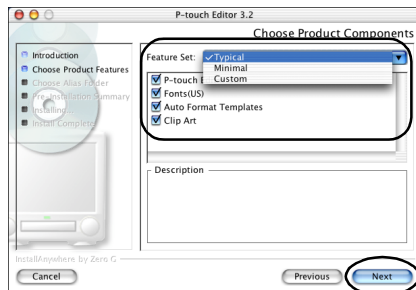 P-touch Editor 3.2
Choose Product Components
Introduction
Choose Product Features
Choose Alias Folder
Pre-Installation Summary
Installing...
Install Complete
Feature Set:
Typical
Minimal
Custom
P-touch E
Fonts(US)
Auto Format Templates
Clip Art
Description
InstallAnywhere by Zero G
Cancel
Previous
Next